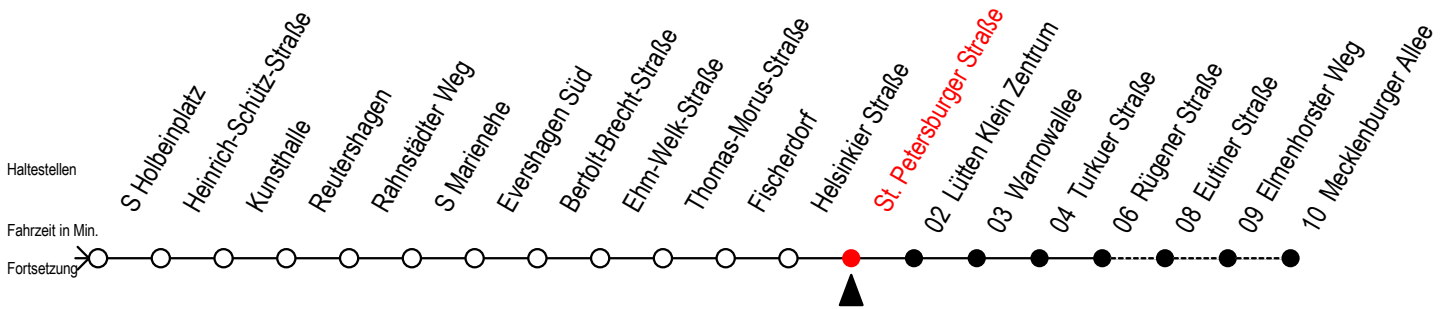 Haltestellen
S Holbeinplatz
Heinrich-Schütz-Straße
Kunsthalle
Reutershagen
Rahnstädter Weg
S Marienehe
Evershagen Süd
Bertolt-Brecht-Straße
Ehm-Welk-Straße
Thomas-Morus-Straße
Fischerdorf
Helsinkier Straße
St. Petersburger Straße
02 Lütten Klein Zentrum
03 Warnowallee
04 Turkuer Straße
06 Rügener Straße
08 Eutiner Straße
09 Elmenhorster Weg
10 Mecklenburger Allee
Fahrzeit in Min.
Fortsetzung